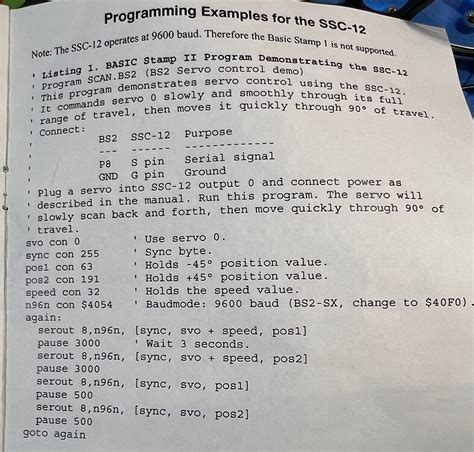 Programming Examples for the SSC-12
Note: The SSC-12 operates at 9600 baud. Therefore the Basic Stamp 1 is not supported.
' Listing 1. BASIC Stamp II Program Demonstrating the SSC-12
' Program SCAN.BS2 (BS2 Servo control demo)
' This program demonstrates servo control using the SSC-12.
' It commands servo 0 slowly and smoothly through its full
' range of travel, then moves it quickly through 90° of travel.
' Connect:
' BS2 SSC-12 Purpose
' --- ------ -------------
' P8 S pin Serial signal
' GND G pin Ground
' Plug a servo into SSC-12 output 0 and connect power as
' described in the manual. Run this program. The servo will
' slowly scan back and forth, then move quickly through 90° of
' travel.
svo con 0 ' Use servo 0.
sync con 255 ' Sync byte.
pos1 con 63 ' Holds -45° position value.
pos2 con 191 ' Holds +45° position value.
speed con 32 ' Holds the speed value.
n96n con $4054 ' Baudmode: 9600 baud (BS2-SX, change to $40F0).
again:
serout 8,n96n, [sync, svo + speed, pos1]
pause 3000 ' Wait 3 seconds.
serout 8,n96n, [sync, svo + speed, pos2]
pause 3000
serout 8,n96n, [sync, svo, pos1]
pause 500
serout 8,n96n, [sync, svo, pos2]
pause 500
goto again